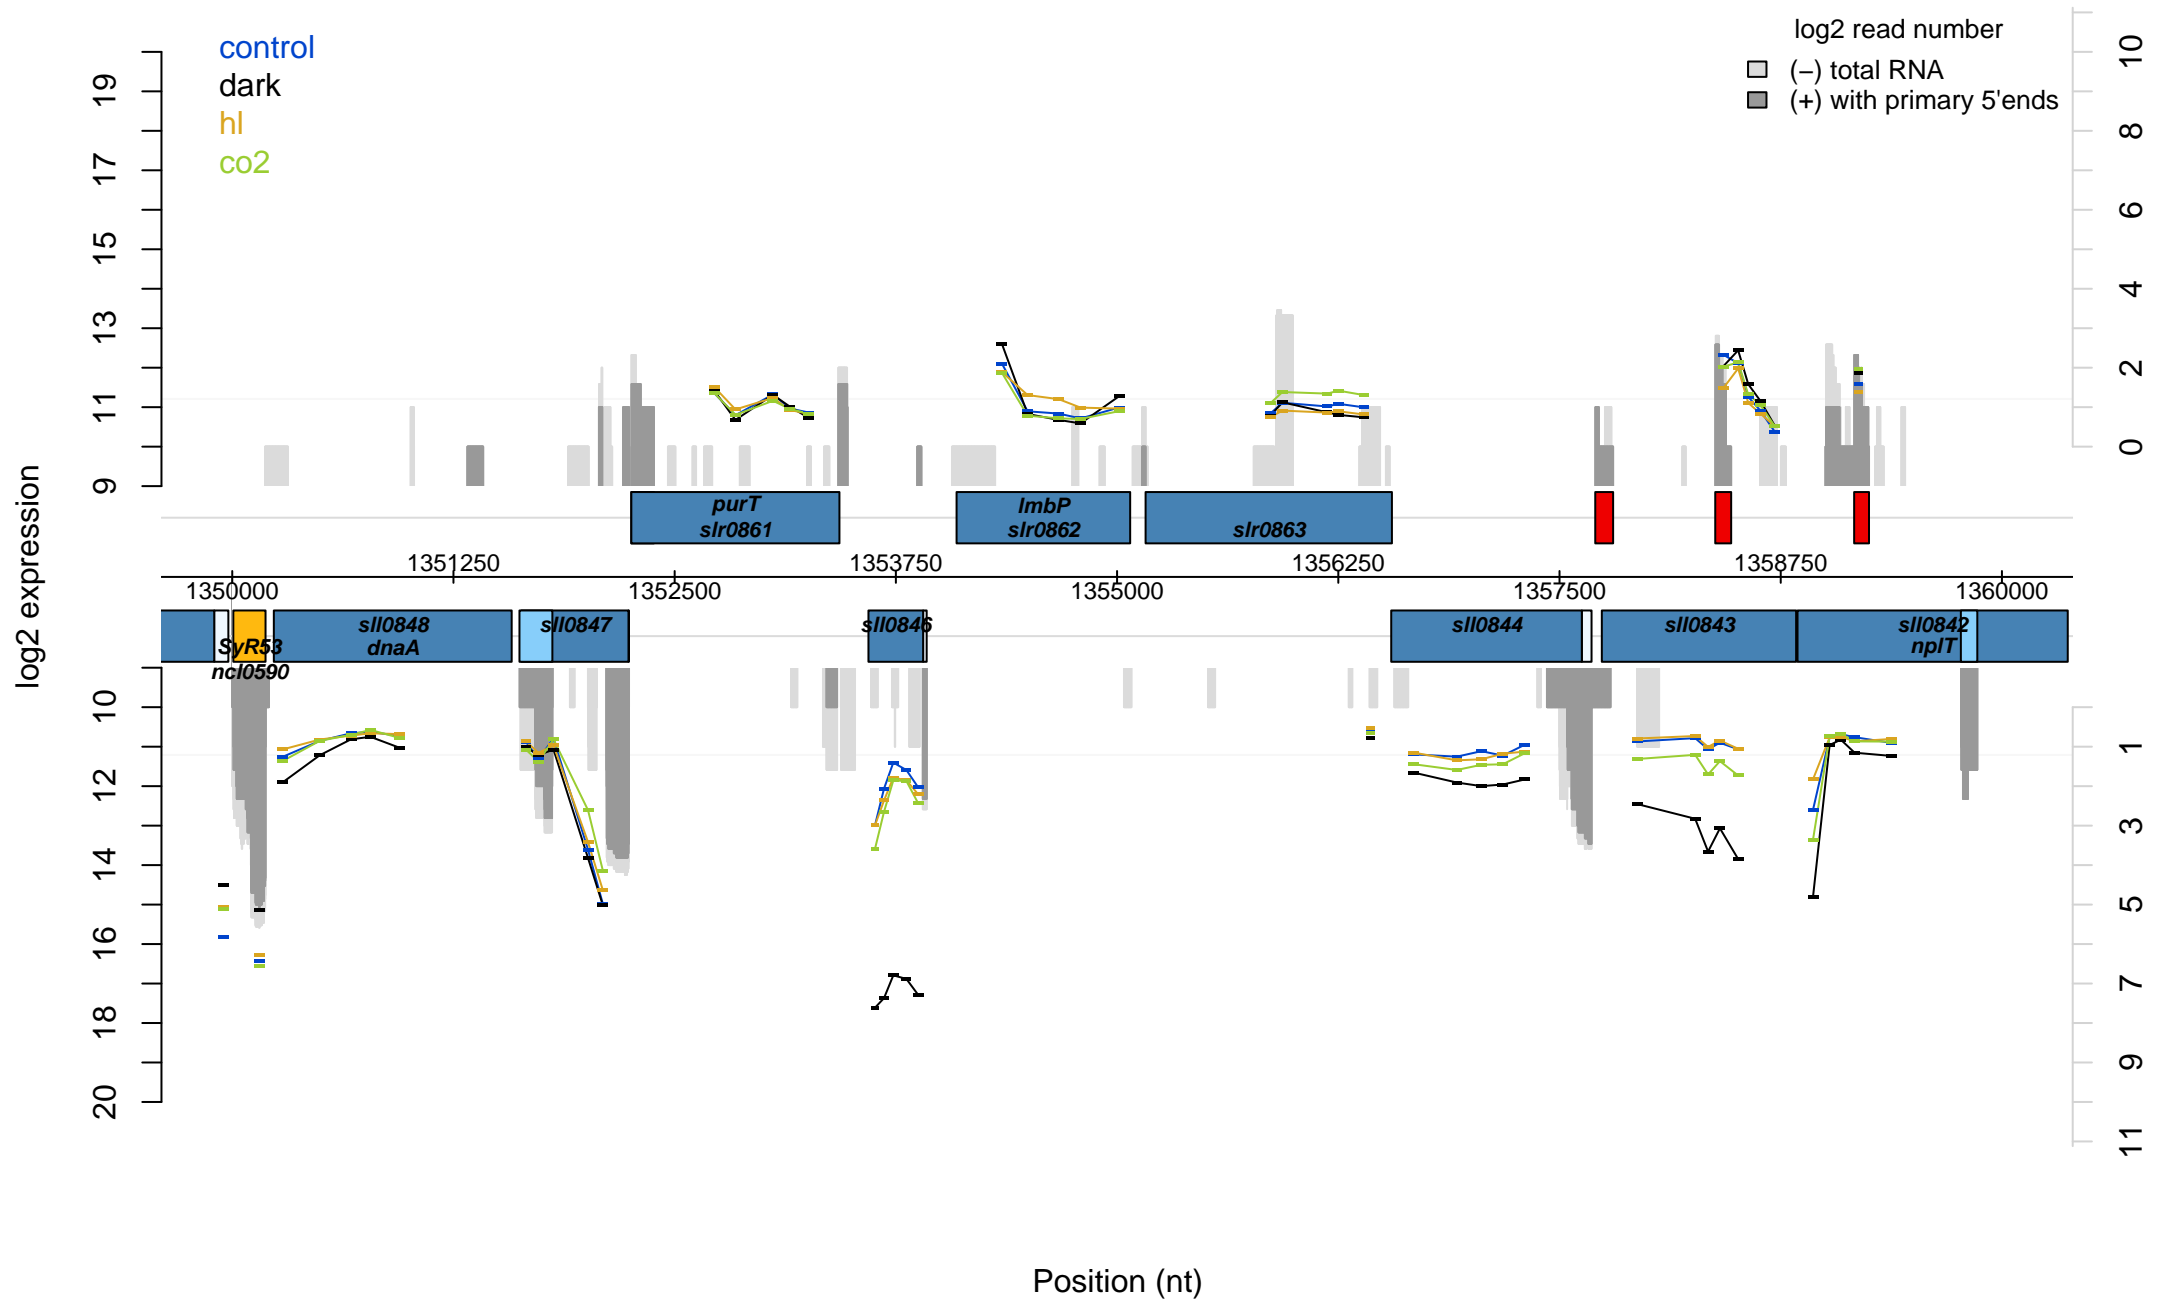 control
dark
hl
co2
log2 read number
(−) total RNA
(+) with primary 5'ends
log2 expression
19
17
15
13
11
9
10
8
6
4
2
0
purT
slr0861
lmbP
slr0862
slr0863
1351250
1353750
1356250
1358750
1350000
1352500
1355000
1357500
1360000
SyR53
ncl0590
sll0848
dnaA
sll0847
sll0846
sll0844
sll0843
sll0842
nplT
10
12
14
16
18
20
1
3
5
7
9
11
Position (nt)